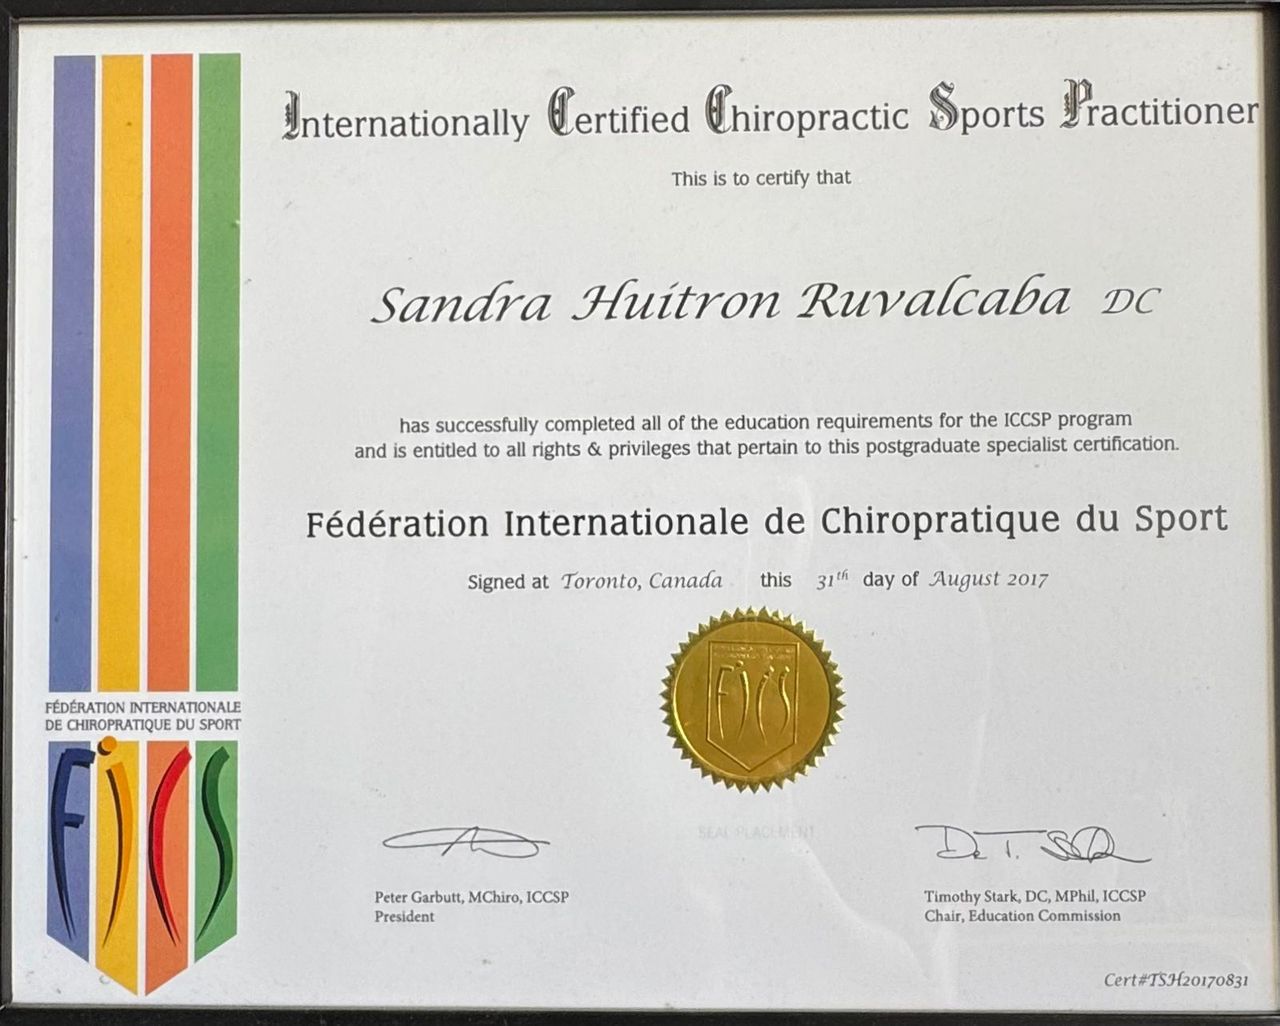 Internationally Certified Chiropractic Sports Practitioner
This is to certify that
Sandra Huitron Ruvalcaba DC
has successfully completed all of the education requirements for the ICCSP program
and is entitled to all rights & privileges that pertain to this postgraduate specialist certification.
Fédération Internationale de Chiropratique du Sport
Signed at Toronto, Canada this 31th day of August 2017
FÉDÉRATION INTERNATIONALE
DE CHIROPRATIQUE DU SPORT
FICS
FICS
SEAL PLACEMENT
Peter Garbutt, MChiro, ICCSP
President
Timothy Stark, DC, MPhil, ICCSP
Chair, Education Commission
Cert#TSH20170831